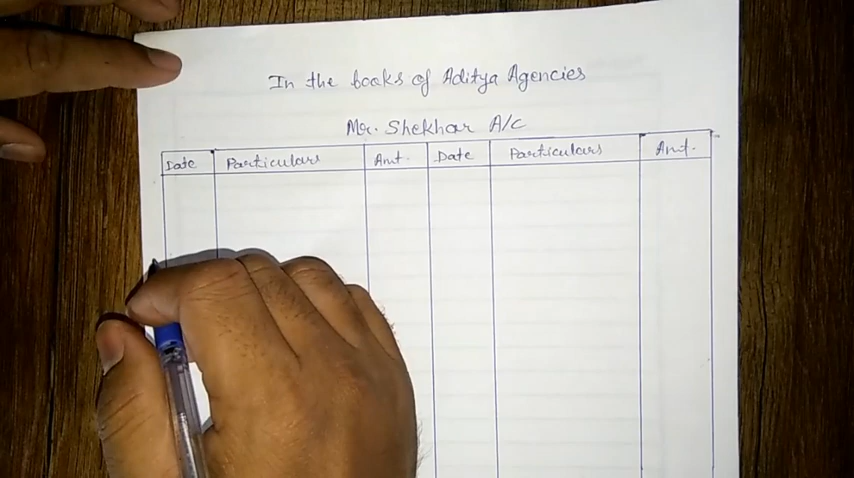 In the books of Aditya Agencies
Mr. Shekhar A/C
Date Particulars Amt. Date Particulars Amt.